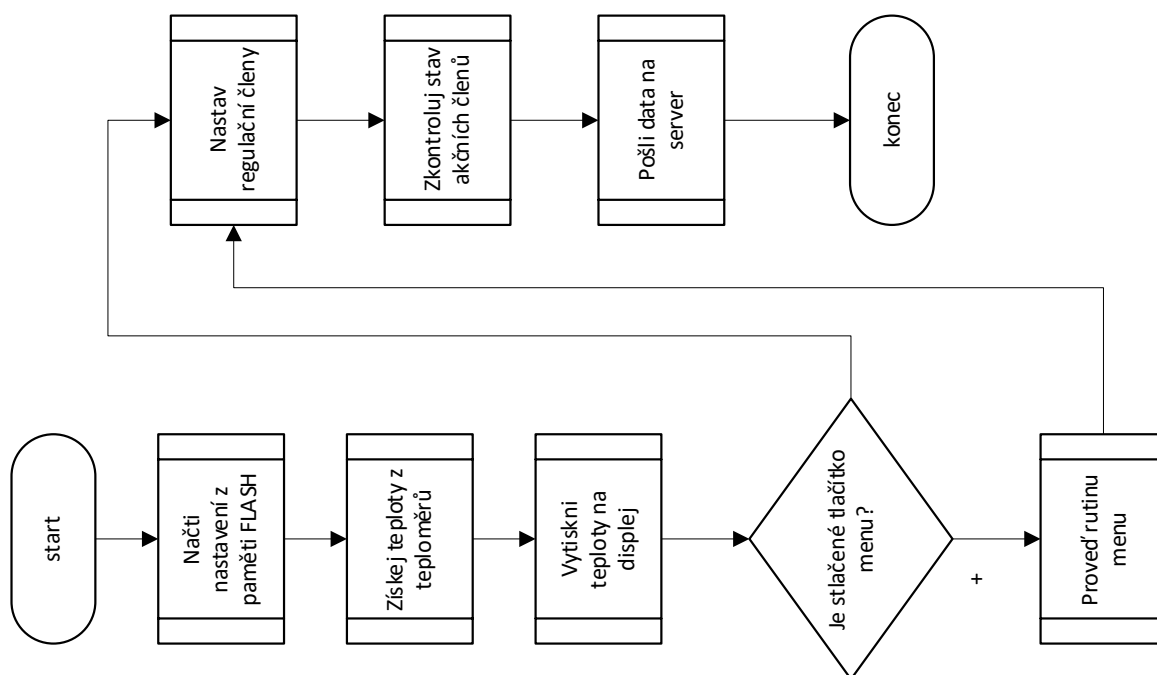 start
Načti
nastavení z
paměti FLASH
Získej teploty z
teploměrů
Vytiskni
teploty na
displej
Je stlačené tlačítko
menu?
+
Proveď rutinu
menu
Nastav
regulační členy
Zkontroluj stav
akčních členů
Pošli data na
server
konec